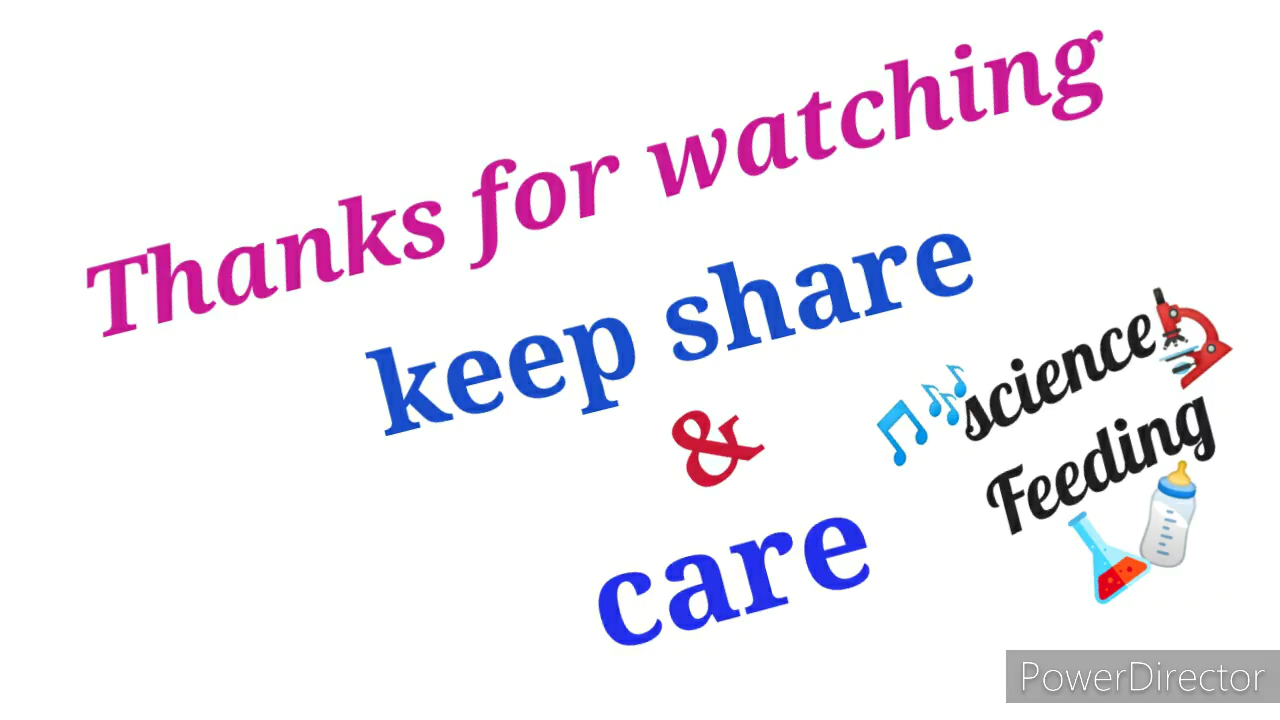 Thanks for watching
keep share
&
care
science
Feeding
PowerDirector